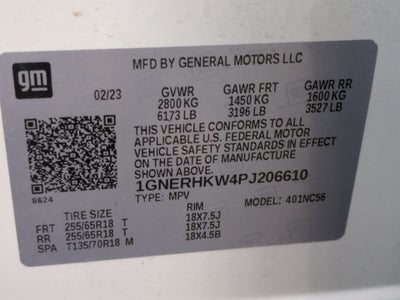 gm
MFD BY GENERAL MOTORS LLC
02/23 GVWR GAWR FRT GAWR RR
2800 KG 1450 KG 1600 KG
6173 LB 3196 LB 3527 LB
THIS VEHICLE CONFORMS TO ALL
APPLICABLE U.S. FEDERAL MOTOR
VEHICLE SAFETY STANDARDS IN EFFECT
ON THE DATE OF MANUFACTURE SHOWN ABOVE.
1GNERHKW4PJ206610
8624 TYPE: MPV MODEL: 401NC56
TIRE SIZE RIM
FRT 255/65R18 T 18X7.5J
RR 255/65R18 T 18X7.5J
SPA T135/70R18 M 18X4.5B